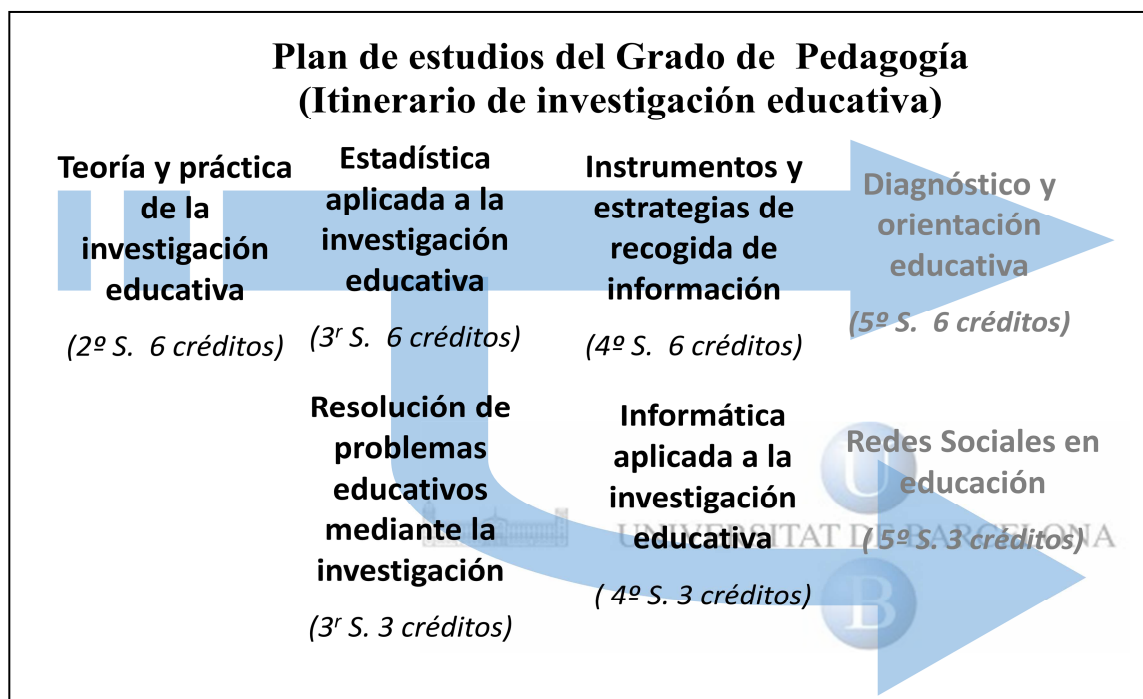 Plan de estudios del Grado de Pedagogía
(Itinerario de investigación educativa)
Teoría y práctica
de la
investigación
educativa
(2º S. 6 créditos)
Estadística
aplicada a la
investigación
educativa
(3ʳ S. 6 créditos)
Instrumentos y
estrategias de
recogida de
información
(4º S. 6 créditos)
Diagnóstico y
orientación
educativa
(5º S. 6 créditos)
Resolución de
problemas
educativos
mediante la
investigación
(3ʳ S. 3 créditos)
Informática
aplicada a la
investigación
educativa
( 4º S. 3 créditos)
Redes Sociales en
educación
( 5º S. 3 créditos)
U
UNIVERSITAT DE BARCELONA
B